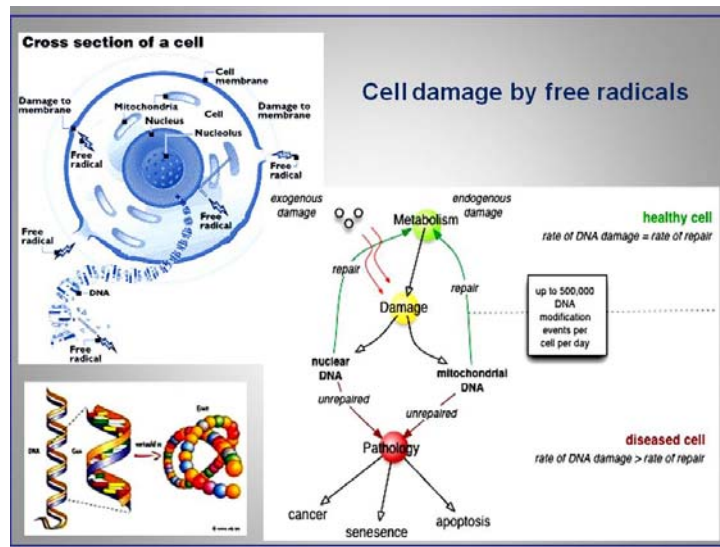 Cross section of a cell
Cell
membrane
Damage to
membrane
Mitochondria
Nucleus
Cell
Damage to
membrane
Nucleolus
Free
radical
Free
radical
Free
radical
Free
radical
DNA
Free
radical
Cell damage by free radicals
exogenous
damage
endogenous
damage
Metabolism
healthy cell
rate of DNA damage = rate of repair
repair
repair
Damage
up to 500,000
DNA
modification
events per
cell per day
nuclear
DNA
mitochondrial
DNA
unrepaired
unrepaired
Pathology
diseased cell
rate of DNA damage > rate of repair
cancer
senesence
apoptosis
DNA